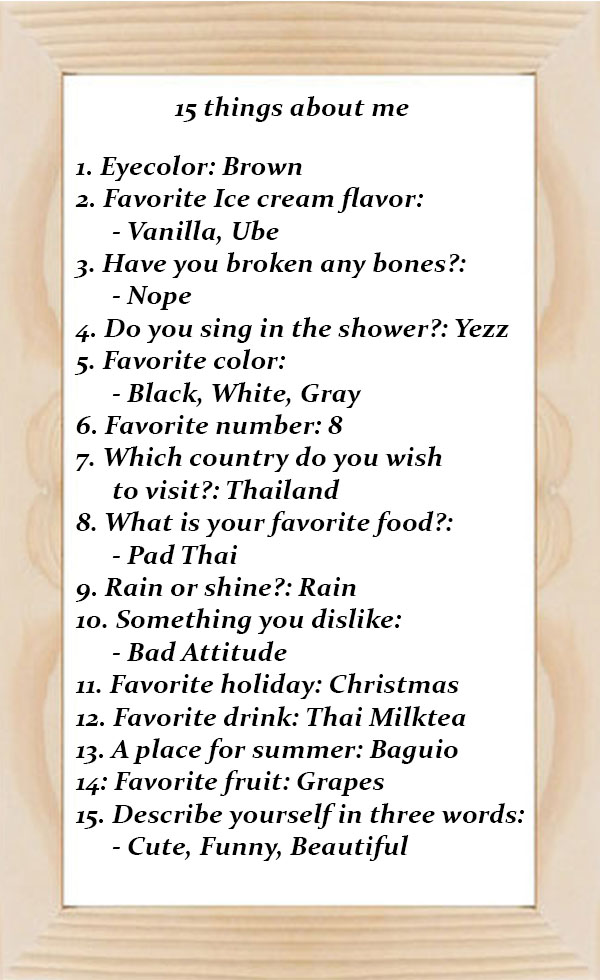 15 things about me
1. Eyecolor: Brown
2. Favorite Ice cream flavor:
- Vanilla, Ube
3. Have you broken any bones?:
- Nope
4. Do you sing in the shower?: Yezz
5. Favorite color:
- Black, White, Gray
6. Favorite number: 8
7. Which country do you wish
to visit?: Thailand
8. What is your favorite food?:
- Pad Thai
9. Rain or shine?: Rain
10. Something you dislike:
- Bad Attitude
11. Favorite holiday: Christmas
12. Favorite drink: Thai Milktea
13. A place for summer: Baguio
14: Favorite fruit: Grapes
15. Describe yourself in three words:
- Cute, Funny, Beautiful